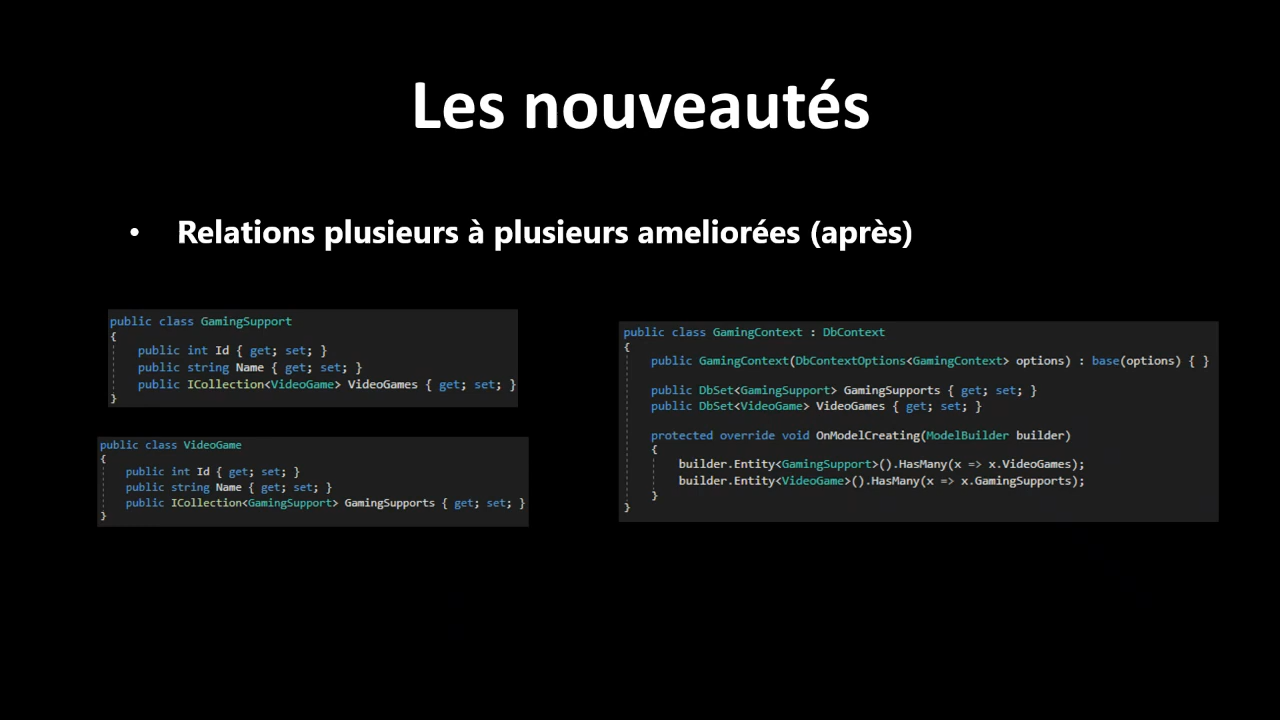 Les nouveautés
• Relations plusieurs à plusieurs ameliorées (après)
public class GamingSupport
{
public int Id { get; set; }
public string Name { get; set; }
public ICollection<VideoGame> VideoGames { get; set; }
}
public class VideoGame
{
public int Id { get; set; }
public string Name { get; set; }
public ICollection<GamingSupport> GamingSupports { get; set; }
}
public class GamingContext : DbContext
{
public GamingContext(DbContextOptions<GamingContext> options) : base(options) { }
public DbSet<GamingSupport> GamingSupports { get; set; }
public DbSet<VideoGame> VideoGames { get; set; }
protected override void OnModelCreating(ModelBuilder builder)
{
builder.Entity<GamingSupport>().HasMany(x => x.VideoGames);
builder.Entity<VideoGame>().HasMany(x => x.GamingSupports);
}
}